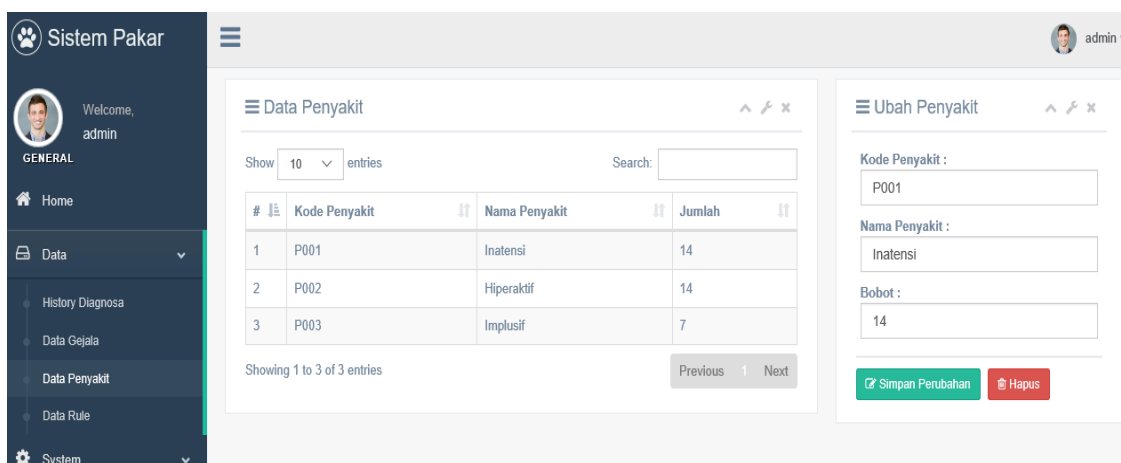 Sistem Pakar
Welcome,
admin
GENERAL
Home
Data
History Diagnosa
Data Gejala
Data Penyakit
Data Rule
System
admin
Data Penyakit
Show 10 entries Search:
# Kode Penyakit Nama Penyakit Jumlah
1 P001 Inatensi 14
2 P002 Hiperaktif 14
3 P003 Implusif 7
Showing 1 to 3 of 3 entries Previous 1 Next
Ubah Penyakit
Kode Penyakit :
P001
Nama Penyakit :
Inatensi
Bobot :
14
Simpan Perubahan Hapus